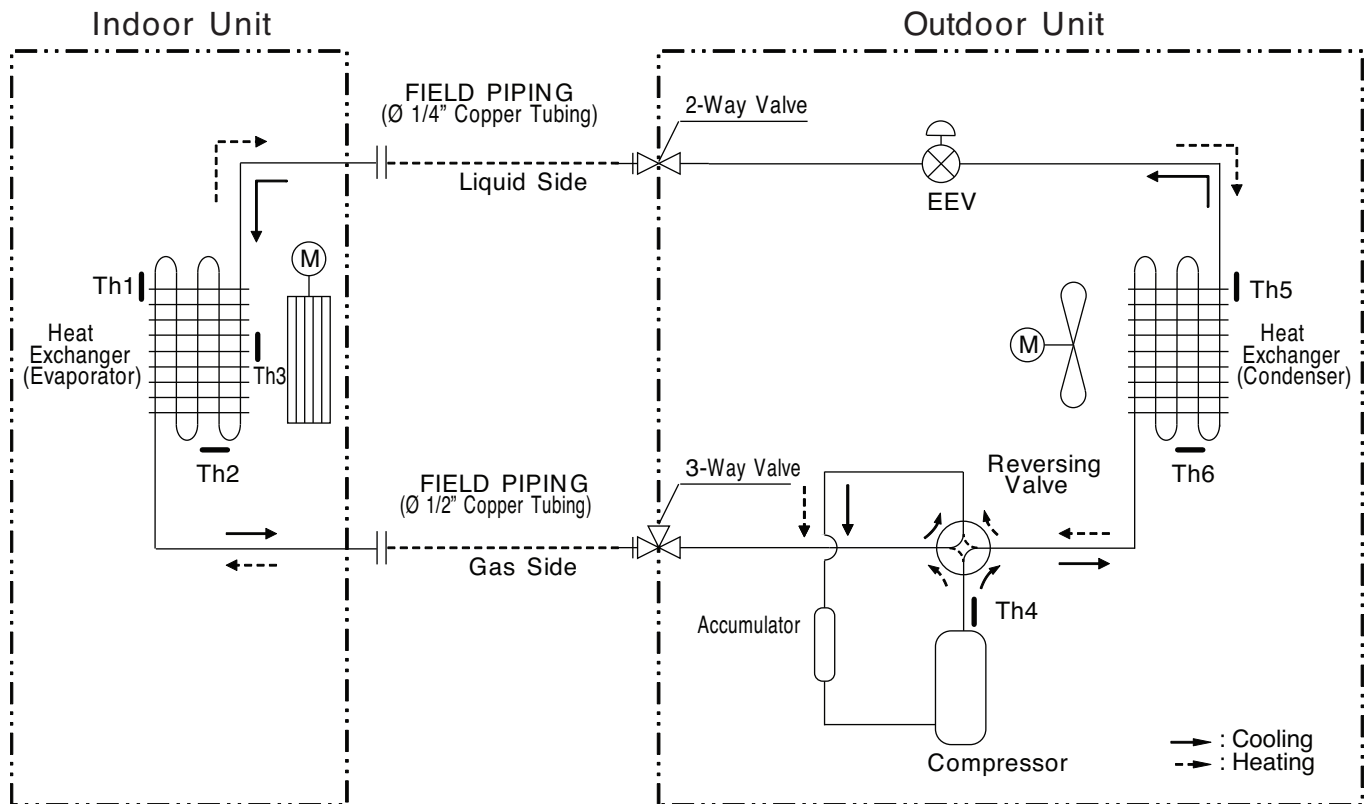 Indoor Unit
Outdoor Unit
FIELD PIPING
(Ø 1/4” Copper Tubing)
2-Way Valve
Liquid Side
EEV
M
Th1
Heat
Exchanger
(Evaporator)
Th3
Th2
M
Th5
Heat
Exchanger
(Condenser)
Th6
FIELD PIPING
(Ø 1/2” Copper Tubing)
3-Way Valve
Gas Side
Reversing
Valve
Accumulator
Th4
Compressor
: Cooling
: Heating